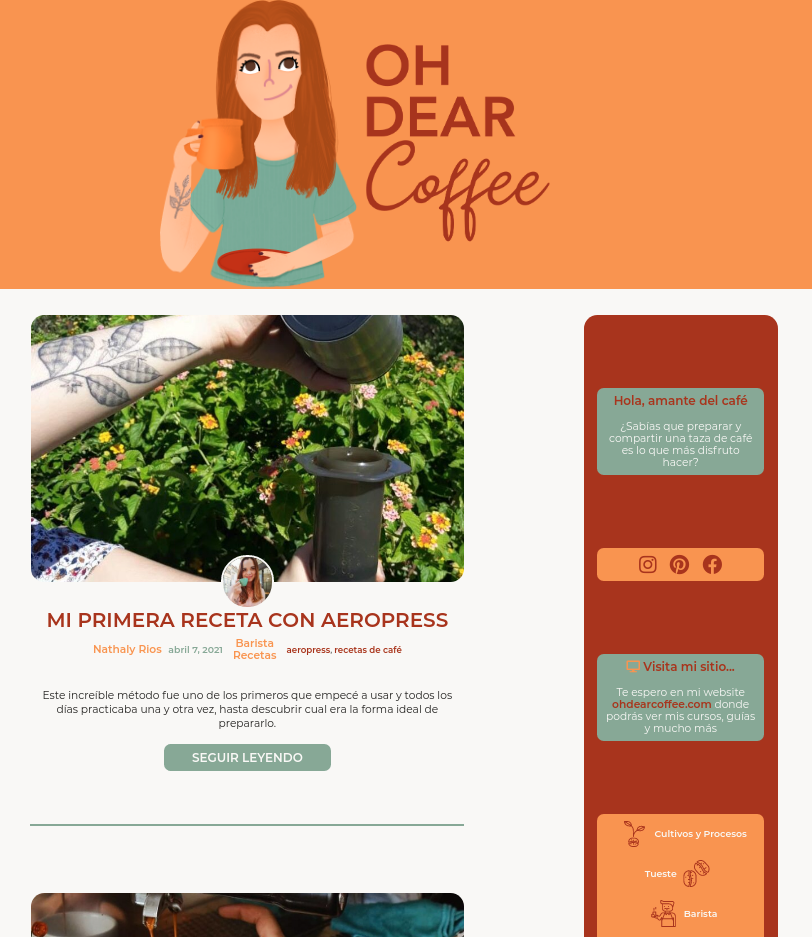 OH
DEAR
Coffee
MI PRIMERA RECETA CON AEROPRESS
Nathaly Rios abril 7, 2021 Barista
Recetas aeropress, recetas de café
Este increíble método fue uno de los primeros que empecé a usar y todos los
días practicaba una y otra vez, hasta descubrir cual era la forma ideal de
prepararlo.
SEGUIR LEYENDO
Hola, amante del café
¿Sabías que preparar y
compartir una taza de café
es lo que más disfruto
hacer?
Visita mi sitio...
Te espero en mi website
ohdearcoffee.com donde
podrás ver mis cursos, guías
y mucho más
Cultivos y Procesos
Tueste
Barista